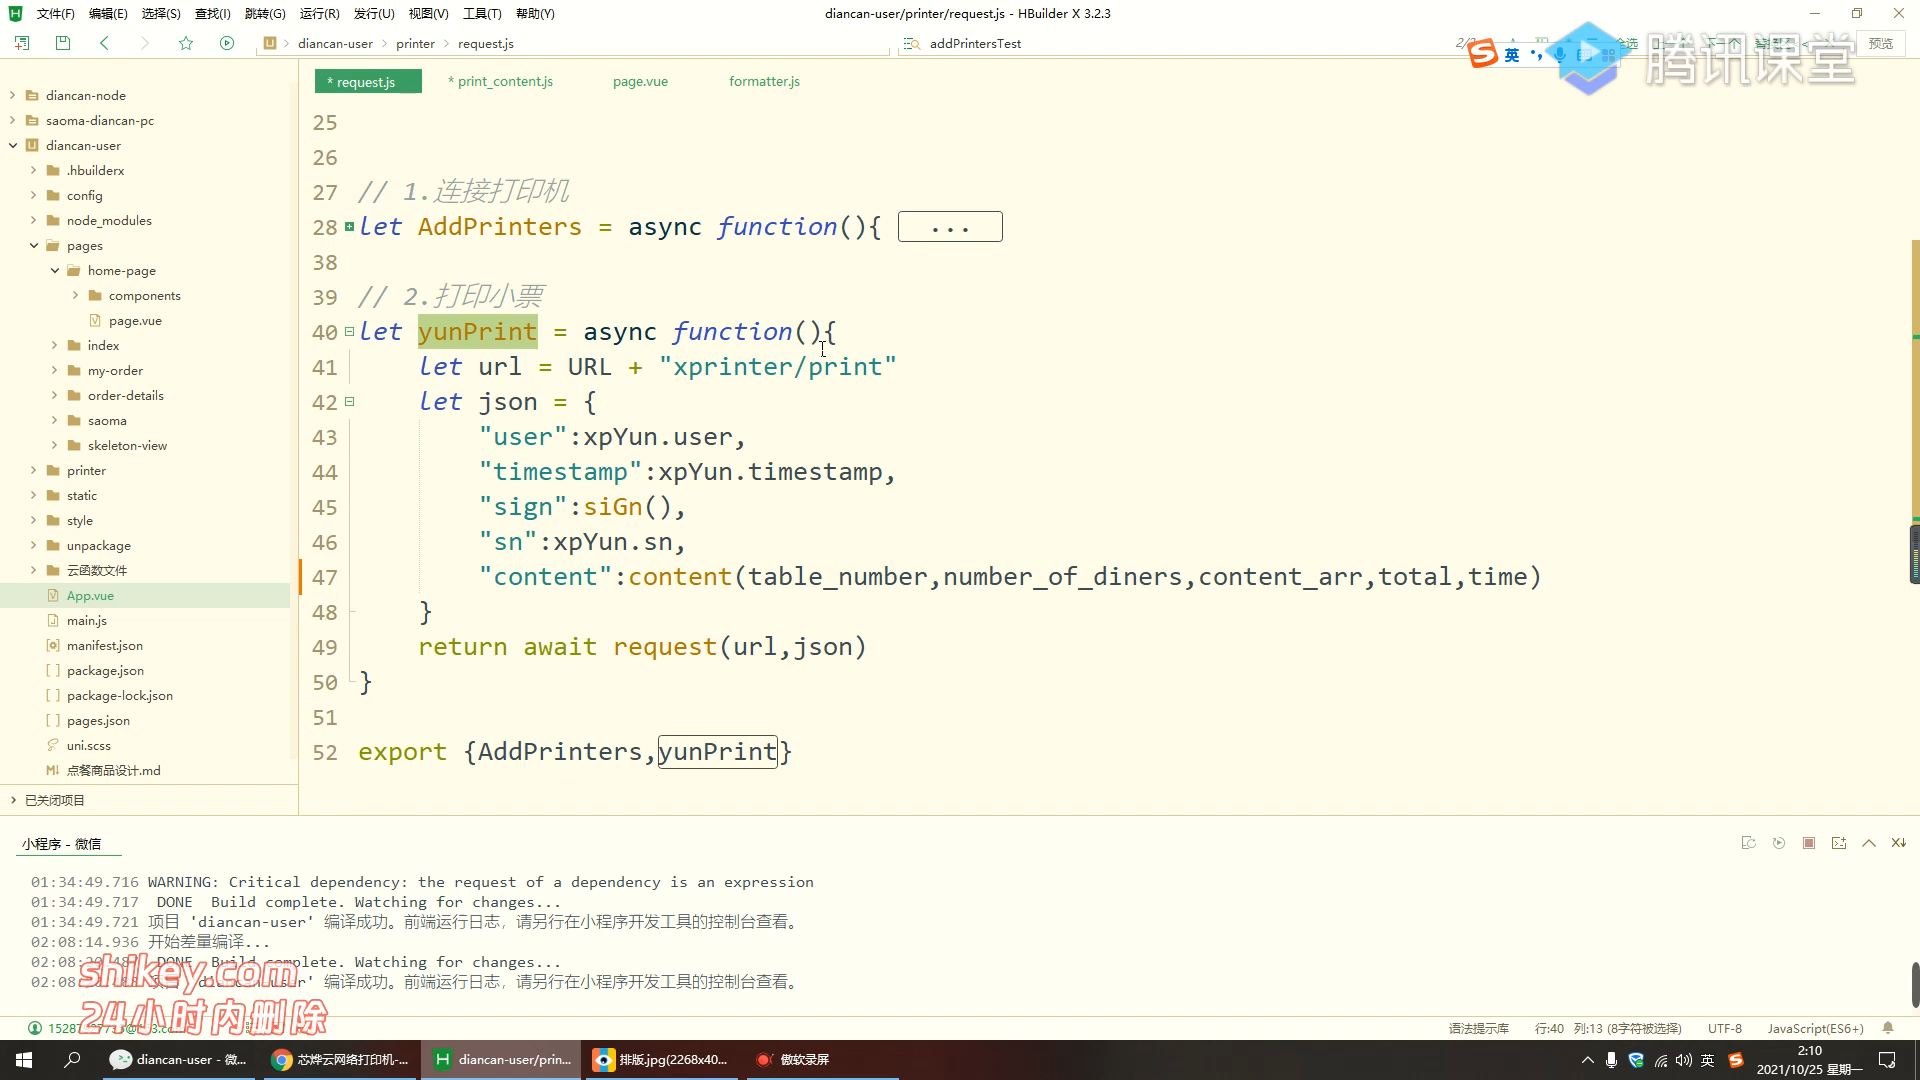 文件(F) 编辑(E) 选择(S) 查找(I) 跳转(G) 运行(R) 发行(U) 视图(V) 工具(T) 帮助(Y) diancan-user/printer/request.js - HBuilder X 3.2.3
diancan-user printer request.js addPrintersTest 预览
英
腾讯课堂
* request.js * print_content.js page.vue formatter.js
diancan-node
saoma-diancan-pc
diancan-user
.hbuilderx
config
node_modules
pages
home-page
components
page.vue
index
my-order
order-details
saoma
skeleton-view
printer
static
style
unpackage
云函数文件
App.vue
main.js
manifest.json
package.json
package-lock.json
pages.json
uni.scss
点餐商品设计.md
已关闭项目
25
26
27 // 1.连接打印机
28 let AddPrinters = async function(){ ...
38
39 // 2.打印小票
40 let yunPrint = async function(){
41 let url = URL + "xprinter/print"
42 let json = {
43 "user":xpYun.user,
44 "timestamp":xpYun.timestamp,
45 "sign":siGn(),
46 "sn":xpYun.sn,
47 "content":content(table_number,number_of_diners,content_arr,total,time)
48 }
49 return await request(url,json)
50 }
51
52 export {AddPrinters,yunPrint}
小程序 - 微信
01:34:49.716 WARNING: Critical dependency: the request of a dependency is an expression
01:34:49.717 DONE Build complete. Watching for changes...
01:34:49.721 项目 'diancan-user' 编译成功。前端运行日志，请另行在小程序开发工具的控制台查看。
02:08:14.936 开始差量编译...
DONE Build complete. Watching for changes...
'diancan-user' 编译成功。前端运行日志，请另行在小程序开发工具的控制台查看。
shikey.com
24小时内删除
语法提示库 行:40 列:13 (8字符被选择) UTF-8 JavaScript(ES6+)
diancan-user - 微... 芯烨云网络打印机-... diancan-user/prin... 排版.jpg(2268x40... 傲软录屏
英
2:10
2021/10/25 星期一